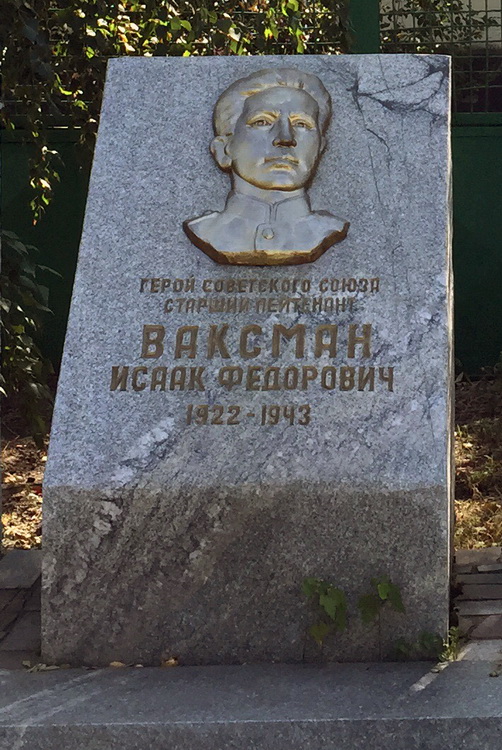 ГЕРОЙ СОВЕТСКОГО СОЮЗА
СТАРШИЙ ЛЕЙТЕНАНТ
ВАКСМАН
ИСААК ФЕДОРОВИЧ
1922-1943